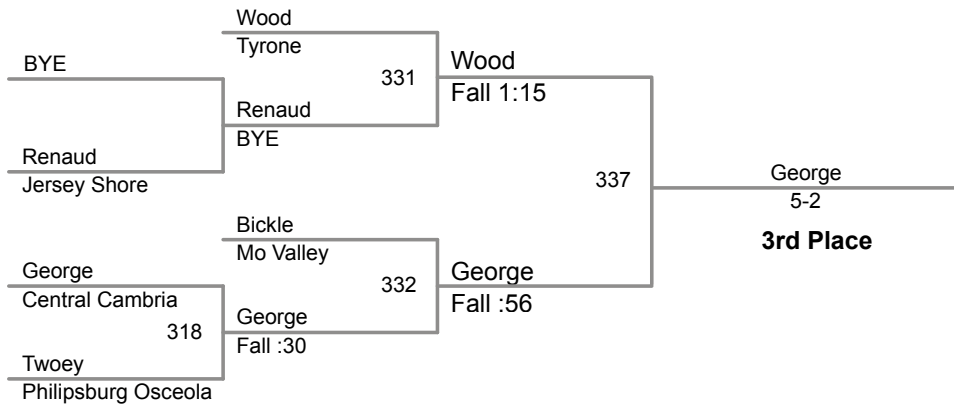 Wood
Tyrone
BYE
331
Wood
Fall 1:15
Renaud
BYE
Renaud
Jersey Shore
337
George
5-2
3rd Place
Bickle
Mo Valley
George
Central Cambria
332
George
Fall :56
318
George
Fall :30
Twoey
Philipsburg Osceola